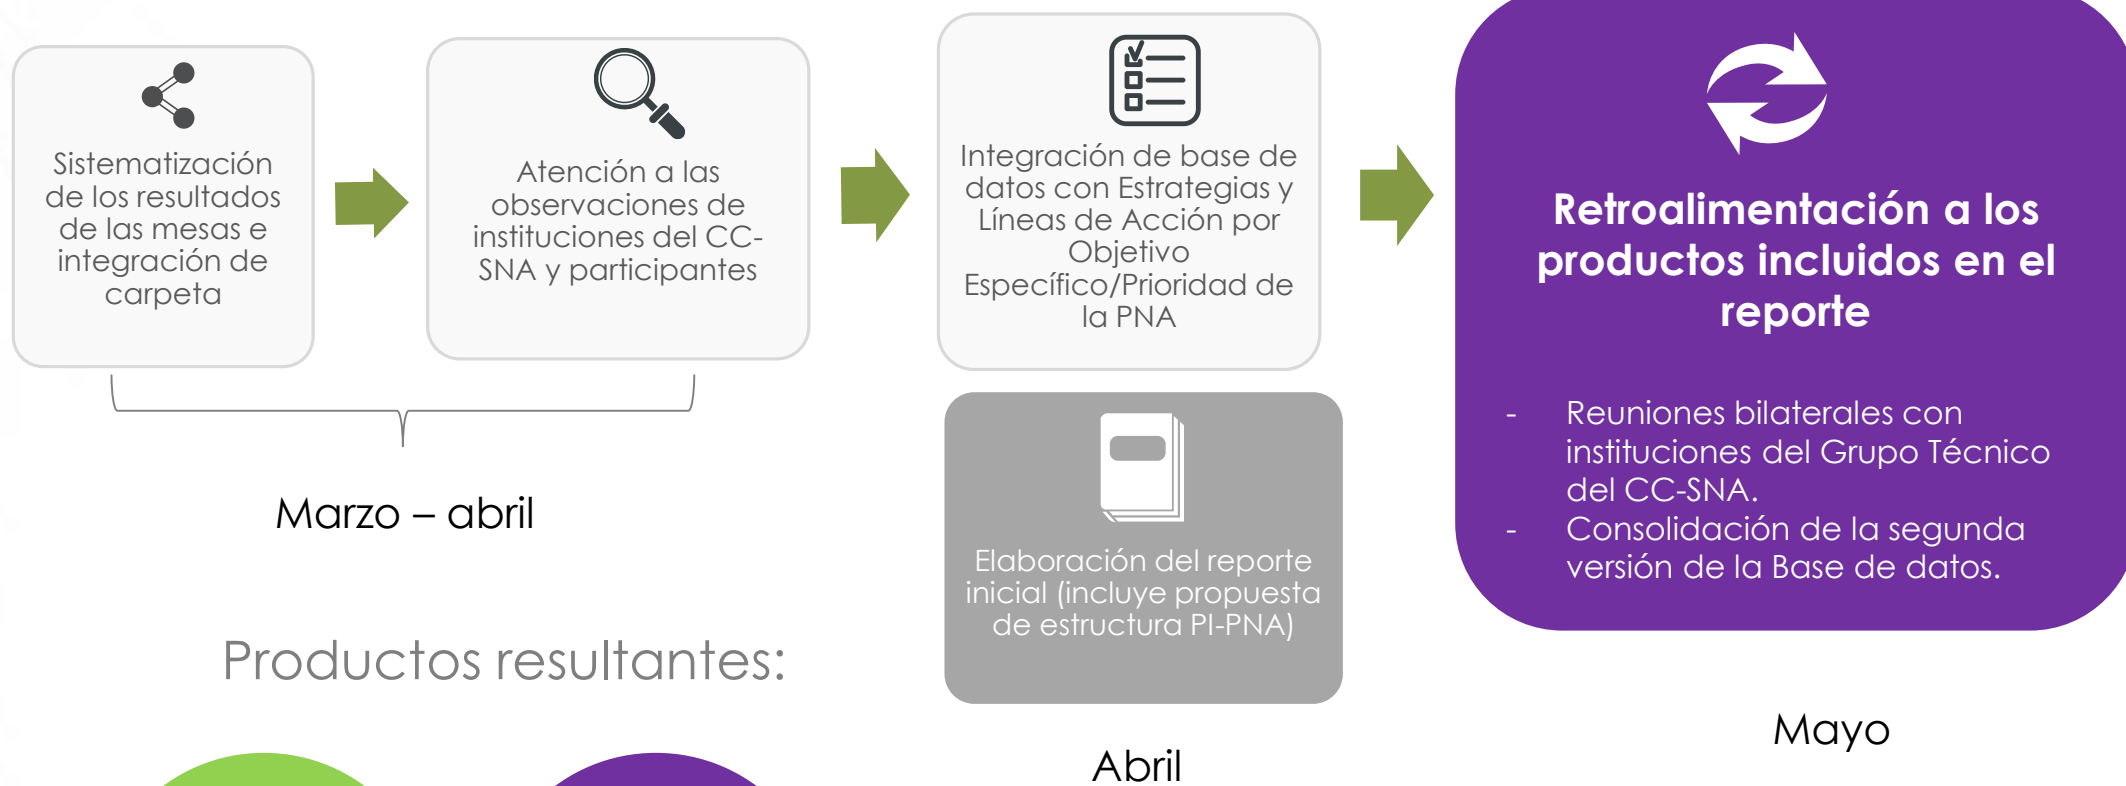 Sistematización
de los resultados
de las mesas e
integración de
carpeta
Atención a las
observaciones de
instituciones del CC-
SNA y participantes
Integración de base de
datos con Estrategias y
Líneas de Acción por
Objetivo
Específico/Prioridad de
la PNA
Retroalimentación a los
productos incluidos en el
reporte
- Reuniones bilaterales con
instituciones del Grupo Técnico
del CC-SNA.
- Consolidación de la segunda
versión de la Base de datos.
Marzo – abril
Elaboración del reporte
inicial (incluye propuesta
de estructura PI-PNA)
Productos resultantes:
Abril
Mayo